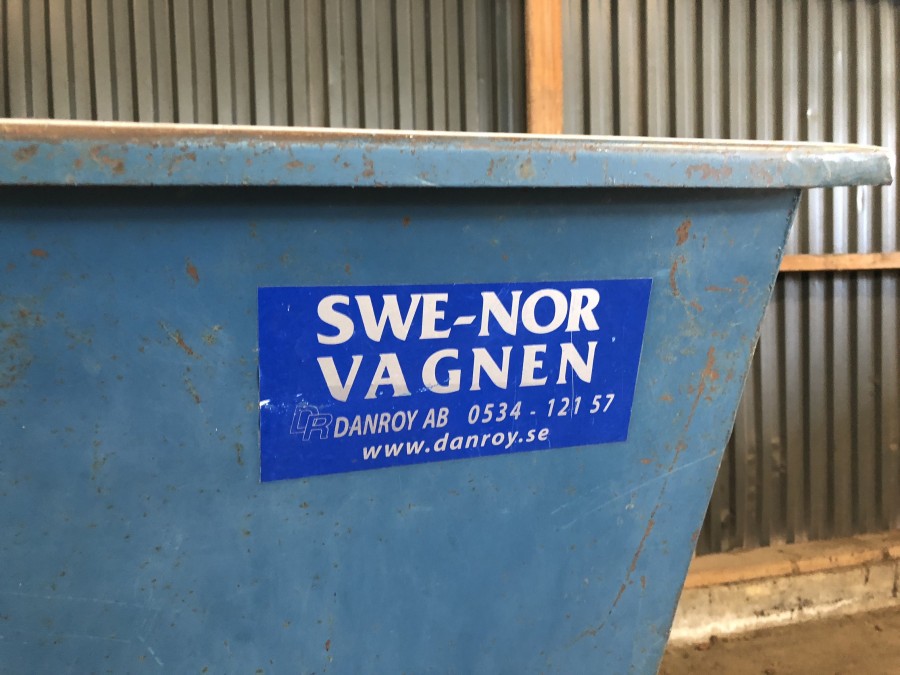 SWE-NOR
VAGNEN
DR DANROY AB 0534 - 121 57
www.danroy.se